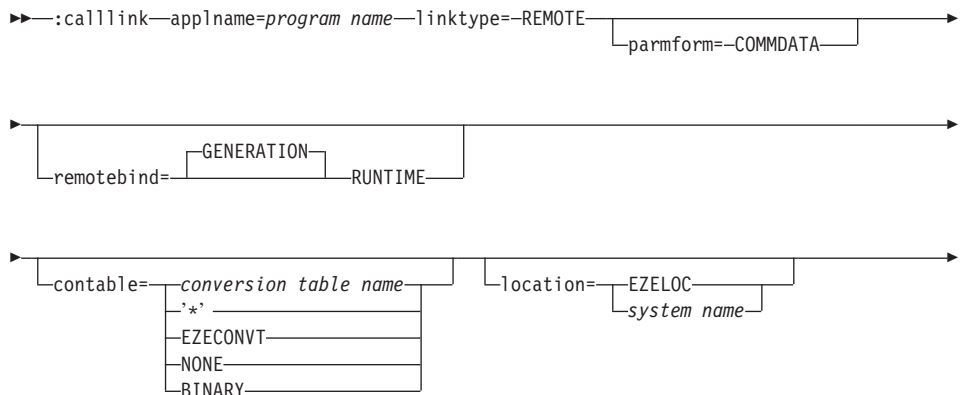 :calllink applname=program name linktype= REMOTE
parmform= COMMDATA
GENERATION
remotebind= RUNTIME
contable= conversion table name location= EZELOC
'*' system name
EZECONVT
NONE
BINARY